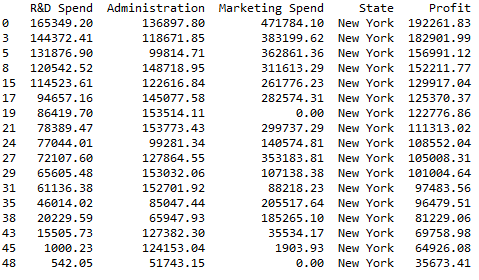 R&D Spend Administration Marketing Spend State Profit
0 165349.20 136897.80 471784.10 New York 192261.83
3 144372.41 118671.85 383199.62 New York 182901.99
5 131876.90 99814.71 362861.36 New York 156991.12
8 120542.52 148718.95 311613.29 New York 152211.77
15 114523.61 122616.84 261776.23 New York 129917.04
17 94657.16 145077.58 282574.31 New York 125370.37
19 86419.70 153514.11 0.00 New York 122776.86
21 78389.47 153773.43 299737.29 New York 111313.02
24 77044.01 99281.34 140574.81 New York 108552.04
27 72107.60 127864.55 353183.81 New York 105008.31
29 65605.48 153032.06 107138.38 New York 101004.64
31 61136.38 152701.92 88218.23 New York 97483.56
35 46014.02 85047.44 205517.64 New York 96479.51
38 20229.59 65947.93 185265.10 New York 81229.06
43 15505.73 127382.30 35534.17 New York 69758.98
45 1000.23 124153.04 1903.93 New York 64926.08
48 542.05 51743.15 0.00 New York 35673.41